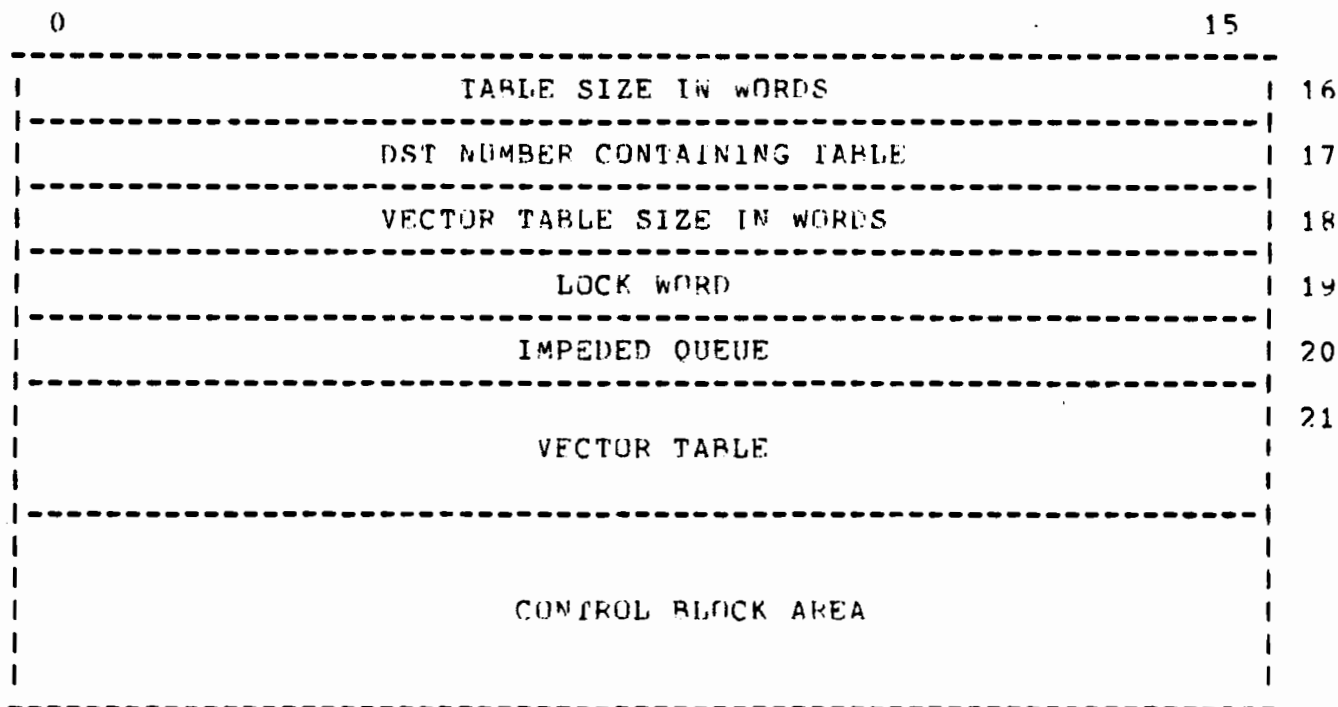 0 15
TABLE SIZE IN WORDS 16
DST NUMBER CONTAINING TABLE 17
VECTOR TABLE SIZE IN WORDS 18
LOCK WORD 19
IMPEDED QUEUE 20
21
VECTOR TABLE
CONTROL BLOCK AREA